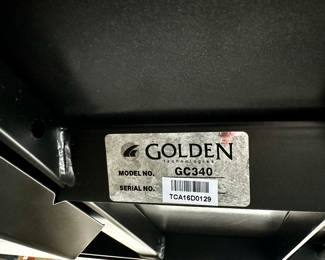 GOLDEN
technologies
MODEL NO. GC340
SERIAL NO.
TCA16D0129